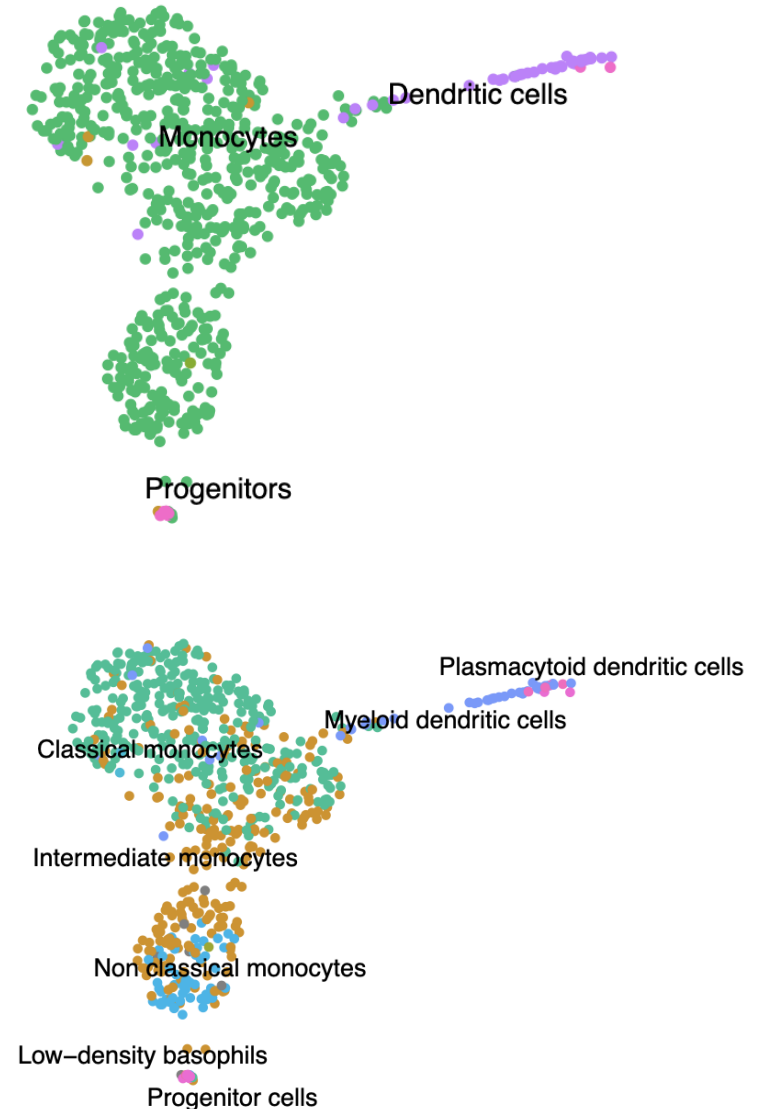 Dendritic cells
Monocytes
Progenitors
Plasmacytoid dendritic cells
Myeloid dendritic cells
Classical monocytes
Intermediate monocytes
Non classical monocytes
Low−density basophils
Progenitor cells